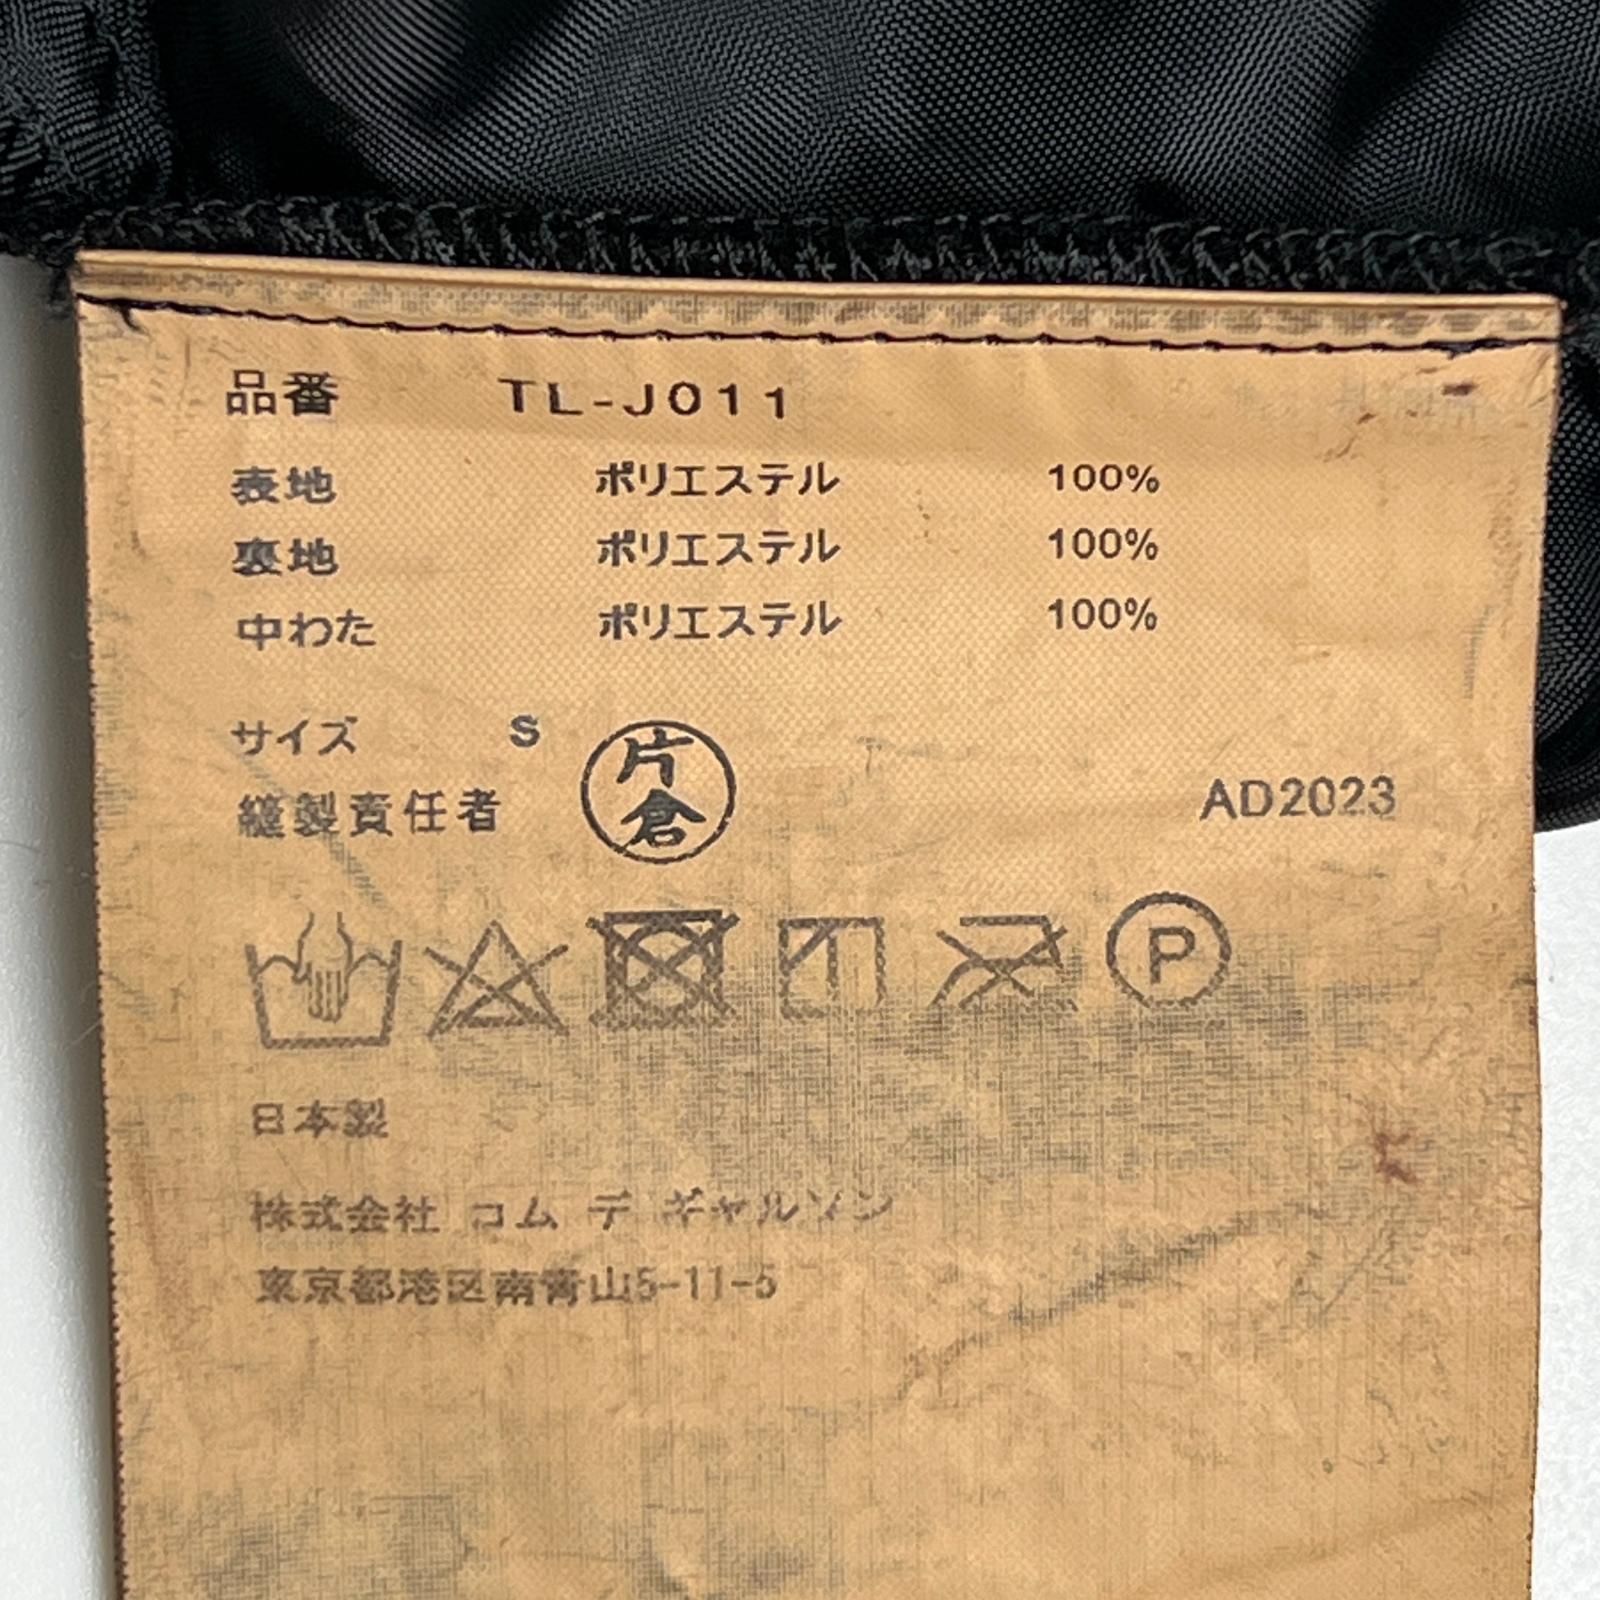 品番 TL-J011
表地 ポリエステル 100%
裏地 ポリエステル 100%
中わた ポリエステル 100%
サイズ S
片倉
縫製責任者
AD2023
P
日本製
株式会社 コム デ ギャルソン
東京都港区南青山5-11-5